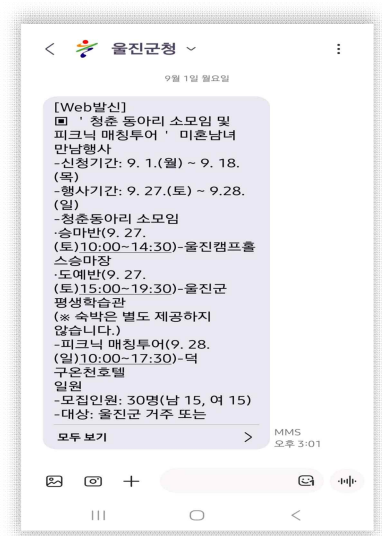 울진군청
9월 1일 월요일
[Web발신]
▣ ' 청춘 동아리 소모임 및
피크닉 매칭투어 ' 미혼남녀
만남행사
-신청기간: 9. 1.(월) ~ 9. 18.
(목)
-행사기간: 9. 27.(토) ~ 9.28.
(일)
-청춘동아리 소모임
·승마반(9. 27.
(토)10:00~14:30)-울진캠프홀
스승마장
·도예반(9. 27.
(토)15:00~19:30)-울진군
평생학습관
(※ 숙박은 별도 제공하지
않습니다.)
-피크닉 매칭투어(9. 28.
(일)10:00~17:30)-덕
구온천호텔
일원
-모집인원: 30명(남 15, 여 15)
-대상: 울진군 거주 또는
모두 보기
MMS
오후 3:01